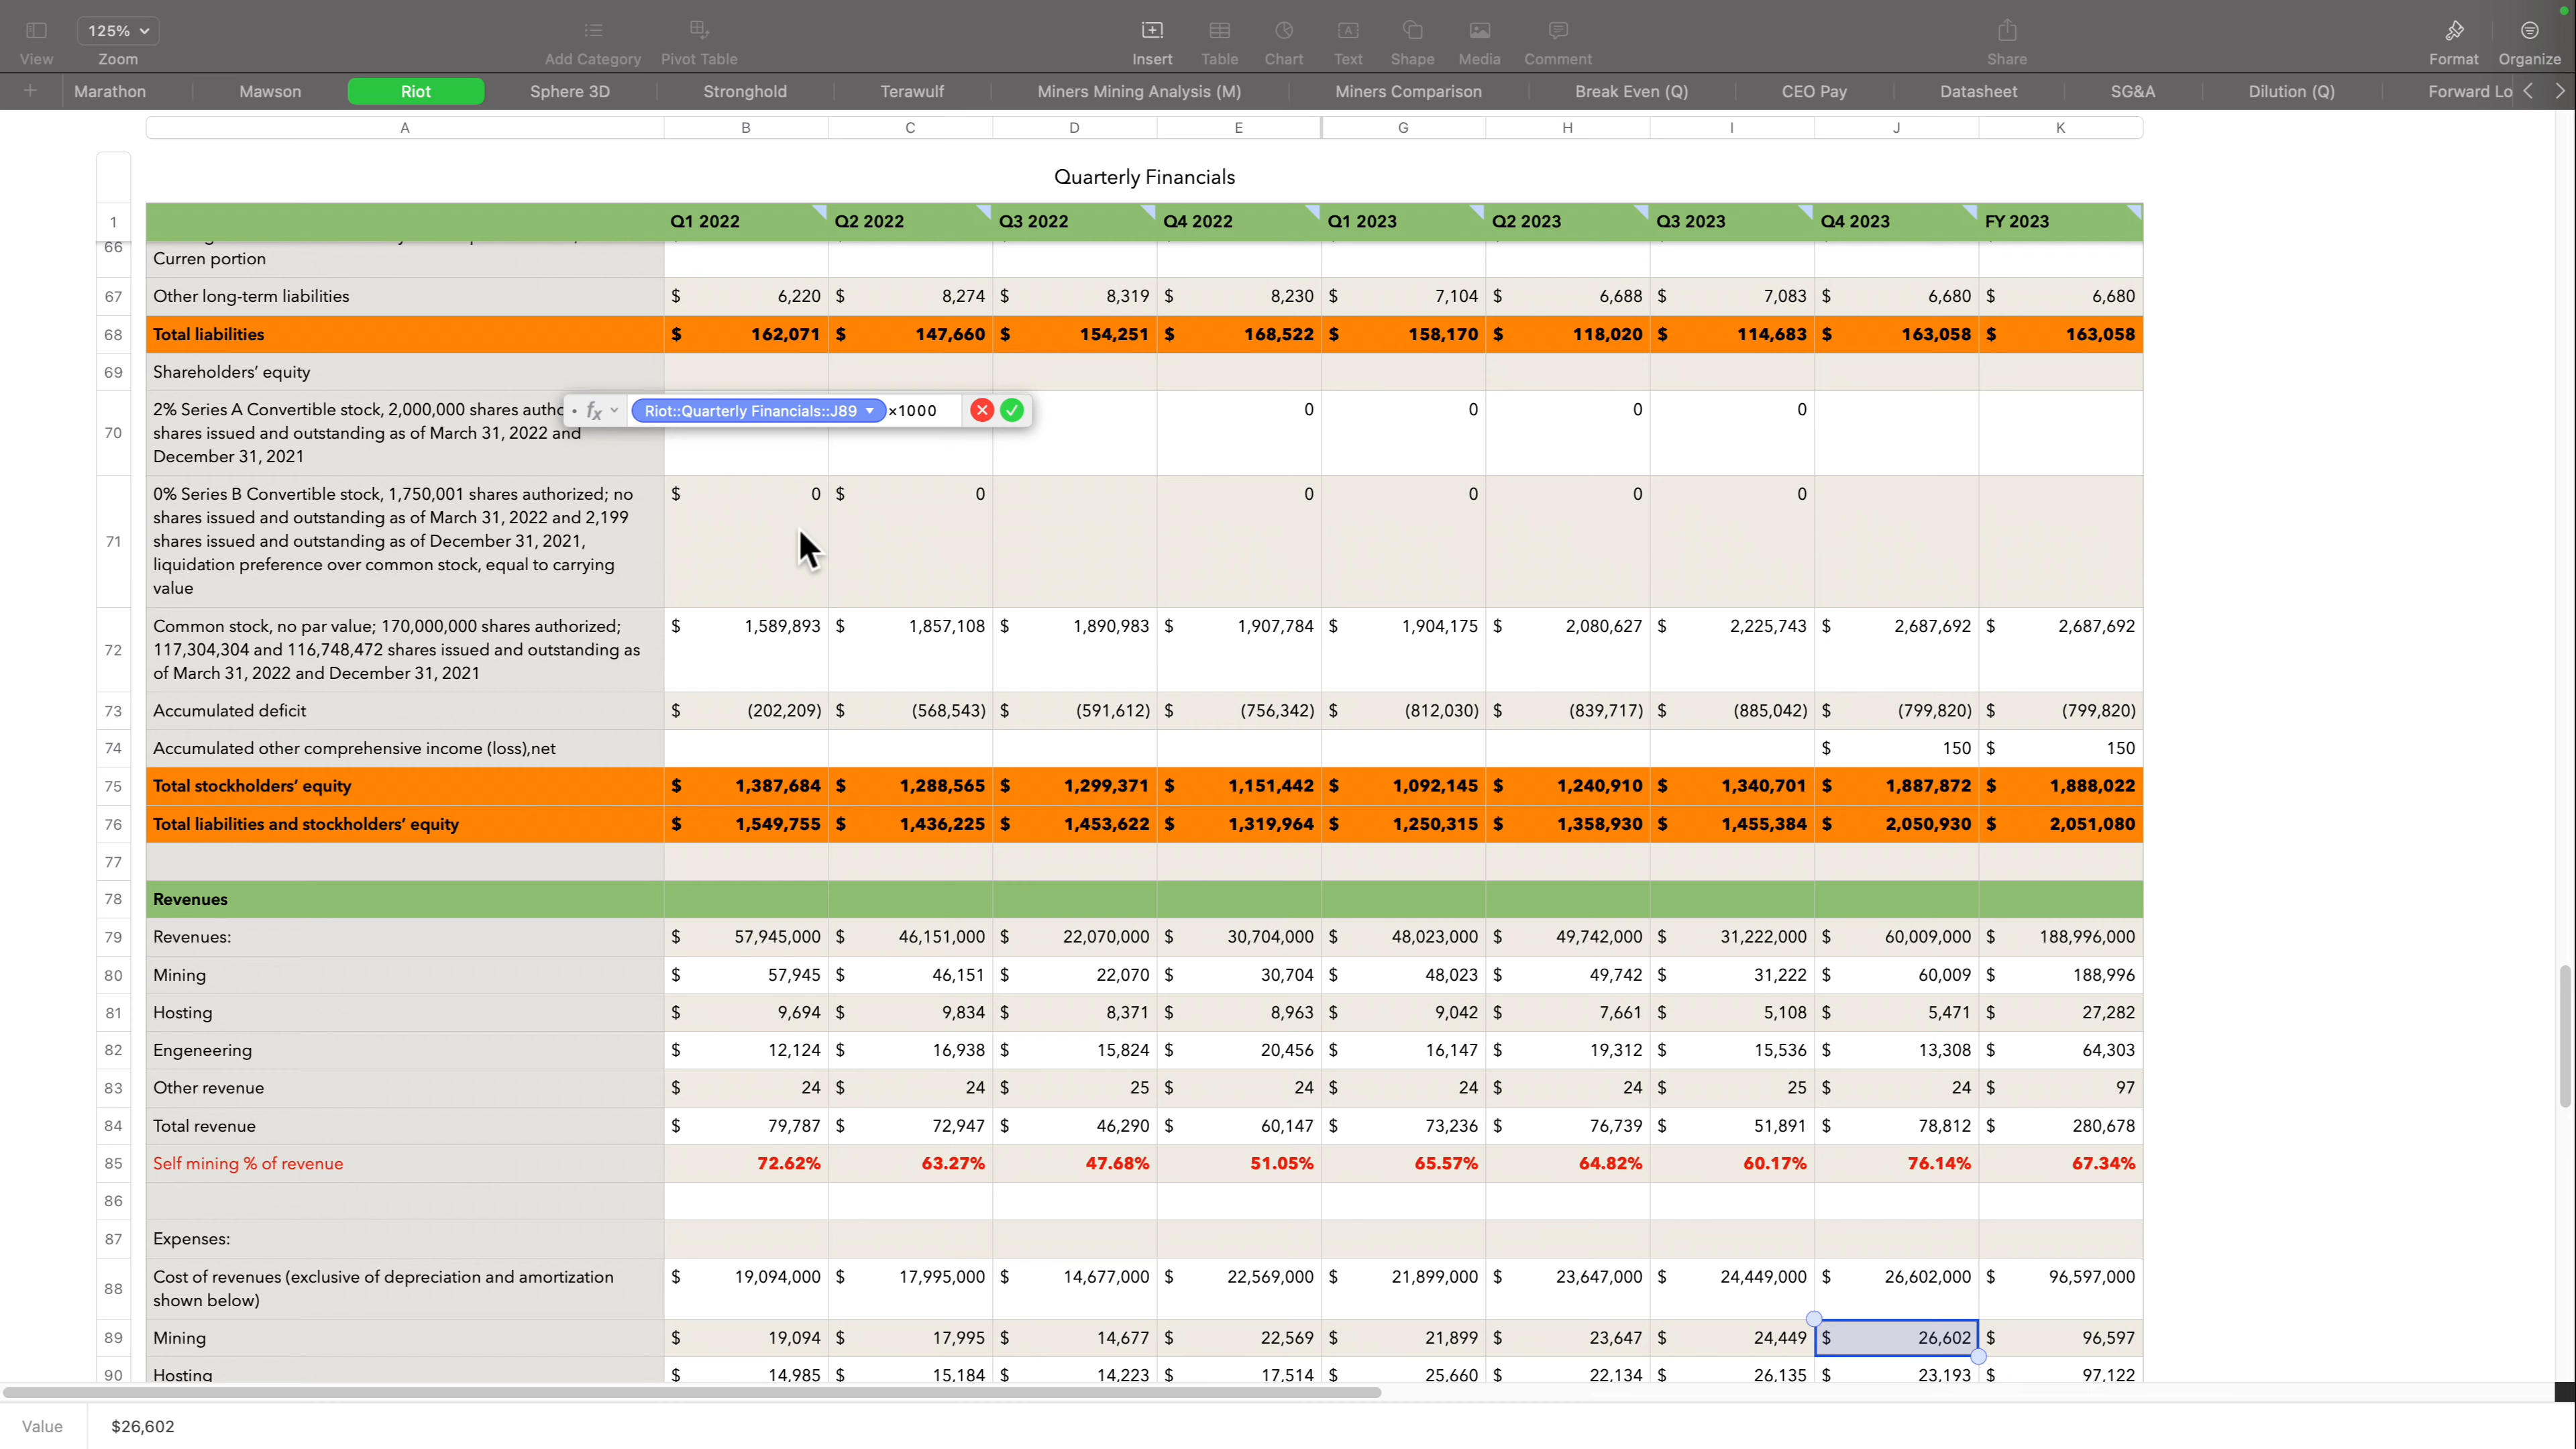 125%
View Zoom Add Category Pivot Table Insert Table Chart Text Shape Media Comment Share Format Organize
Marathon Mawson Riot Sphere 3D Stronghold Terawulf Miners Mining Analysis (M) Miners Comparison Break Even (Q) CEO Pay Datasheet SG&A Dilution (Q) Forward Lo
A B C D E G H I J K
Quarterly Financials
1 Q1 2022 Q2 2022 Q3 2022 Q4 2022 Q1 2023 Q2 2023 Q3 2023 Q4 2023 FY 2023
66
Curren portion
67 Other long-term liabilities $ 6,220 $ 8,274 $ 8,319 $ 8,230 $ 7,104 $ 6,688 $ 7,083 $ 6,680 $ 6,680
68 Total liabilities $ 162,071 $ 147,660 $ 154,251 $ 168,522 $ 158,170 $ 118,020 $ 114,683 $ 163,058 $ 163,058
69 Shareholders' equity
2% Series A Convertible stock, 2,000,000 shares fx Riot::Quarterly Financials::J89 ×1000 0 0 0 0
70 shares issued and outstanding as of March 31, 2022 and
December 31, 2021
0% Series B Convertible stock, 1,750,001 shares authorized; no $ 0 $ 0 0 0 0 0
shares issued and outstanding as of March 31, 2022 and 2,199
71 shares issued and outstanding as of December 31, 2021,
liquidation preference over common stock, equal to carrying
value
Common stock, no par value; 170,000,000 shares authorized; $ 1,589,893 $ 1,857,108 $ 1,890,983 $ 1,907,784 $ 1,904,175 $ 2,080,627 $ 2,225,743 $ 2,687,692 $ 2,687,692
72 117,304,304 and 116,748,472 shares issued and outstanding as
of March 31, 2022 and December 31, 2021
73 Accumulated deficit $ (202,209) $ (568,543) $ (591,612) $ (756,342) $ (812,030) $ (839,717) $ (885,042) $ (799,820) $ (799,820)
74 Accumulated other comprehensive income (loss),net $ 150 $ 150
75 Total stockholders' equity $ 1,387,684 $ 1,288,565 $ 1,299,371 $ 1,151,442 $ 1,092,145 $ 1,240,910 $ 1,340,701 $ 1,887,872 $ 1,888,022
76 Total liabilities and stockholders' equity $ 1,549,755 $ 1,436,225 $ 1,453,622 $ 1,319,964 $ 1,250,315 $ 1,358,930 $ 1,455,384 $ 2,050,930 $ 2,051,080
77
78 Revenues
79 Revenues: $ 57,945,000 $ 46,151,000 $ 22,070,000 $ 30,704,000 $ 48,023,000 $ 49,742,000 $ 31,222,000 $ 60,009,000 $ 188,996,000
80 Mining $ 57,945 $ 46,151 $ 22,070 $ 30,704 $ 48,023 $ 49,742 $ 31,222 $ 60,009 $ 188,996
81 Hosting $ 9,694 $ 9,834 $ 8,371 $ 8,963 $ 9,042 $ 7,661 $ 5,108 $ 5,471 $ 27,282
82 Engeneering $ 12,124 $ 16,938 $ 15,824 $ 20,456 $ 16,147 $ 19,312 $ 15,536 $ 13,308 $ 64,303
83 Other revenue $ 24 $ 24 $ 25 $ 24 $ 24 $ 24 $ 25 $ 24 $ 97
84 Total revenue $ 79,787 $ 72,947 $ 46,290 $ 60,147 $ 73,236 $ 76,739 $ 51,891 $ 78,812 $ 280,678
85 Self mining % of revenue 72.62% 63.27% 47.68% 51.05% 65.57% 64.82% 60.17% 76.14% 67.34%
86
87 Expenses:
88 Cost of revenues (exclusive of depreciation and amortization $ 19,094,000 $ 17,995,000 $ 14,677,000 $ 22,569,000 $ 21,899,000 $ 23,647,000 $ 24,449,000 $ 26,602,000 $ 96,597,000
shown below)
89 Mining $ 19,094 $ 17,995 $ 14,677 $ 22,569 $ 21,899 $ 23,647 $ 24,449 $ 26,602 $ 96,597
90 Hosting $ 14,985 $ 15,184 $ 14,223 $ 17,514 $ 25,660 $ 22,134 $ 26,135 $ 23,193 $ 97,122
Value $26,602